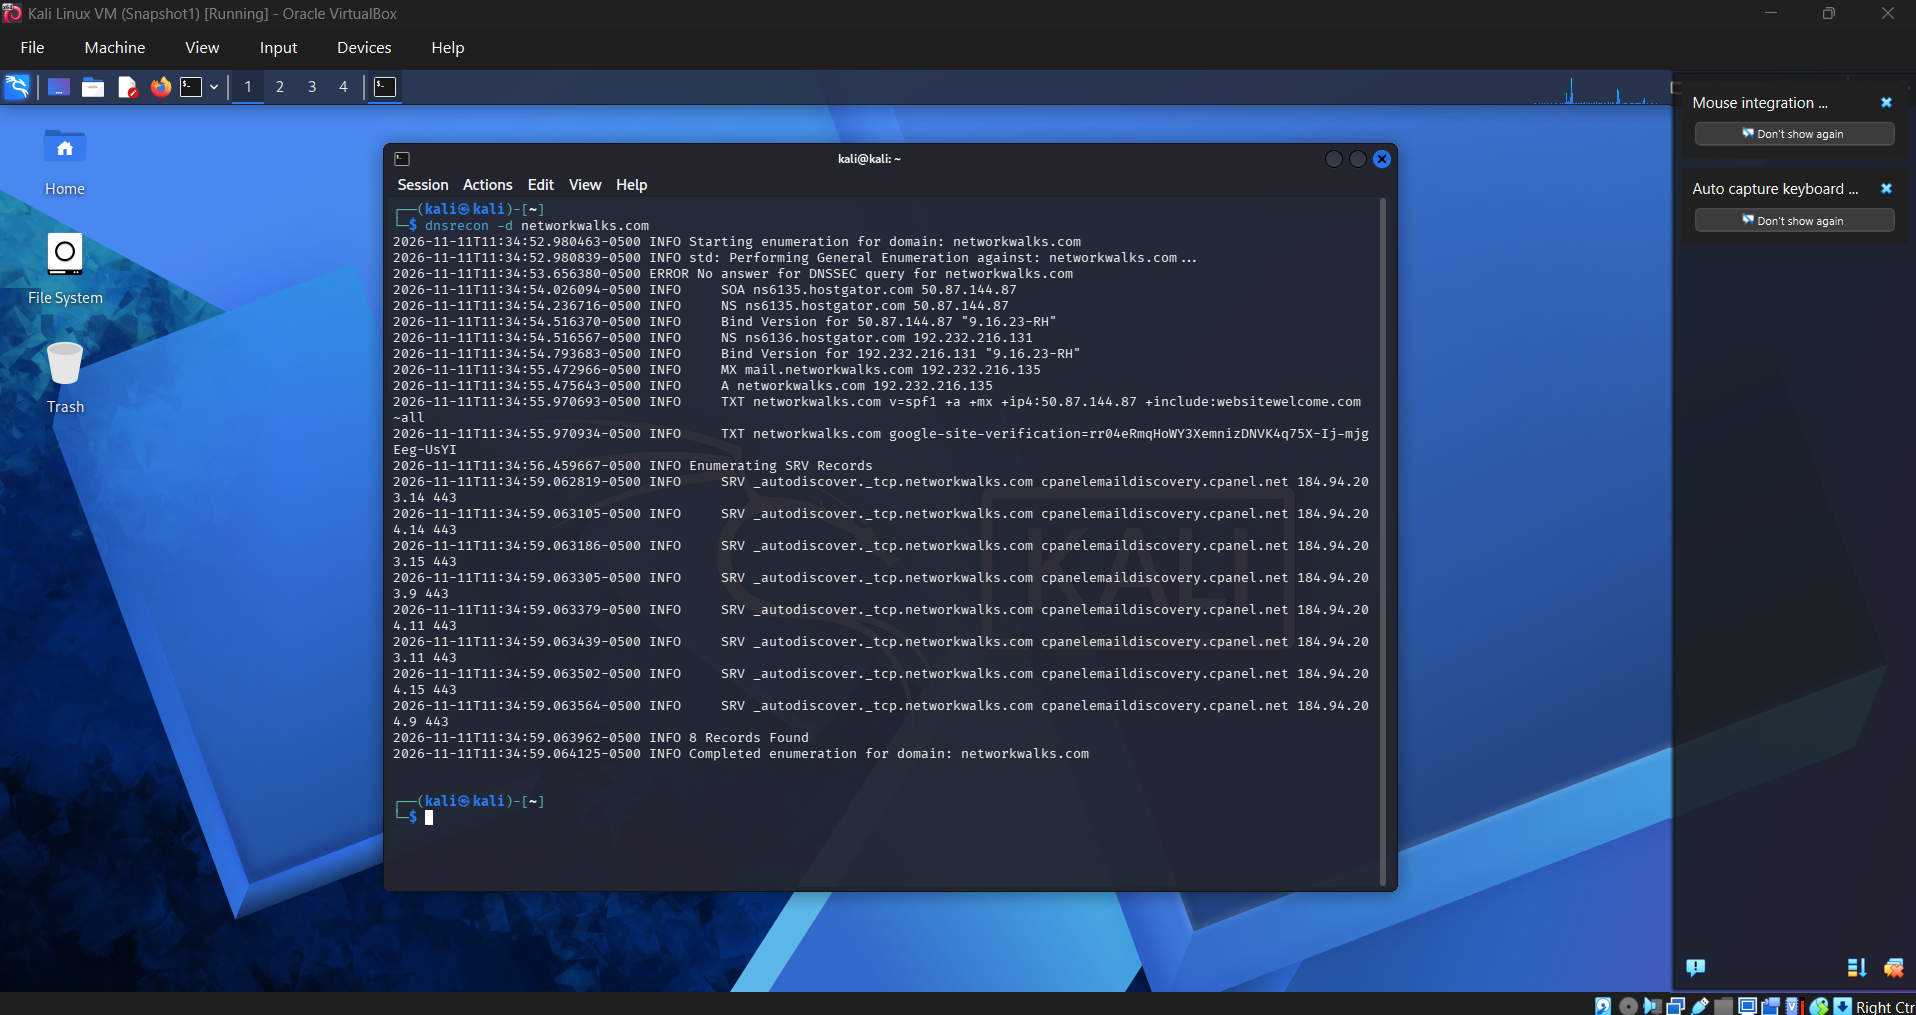 Kali Linux VM (Snapshot1) [Running] - Oracle VirtualBox
File Machine View Input Devices Help
1 2 3 4
Mouse integration ...
Don't show again
Auto capture keyboard ...
Don't show again
Home
File System
Trash
kali@kali: ~
Session Actions Edit View Help
┌──(kali㉿kali)-[~]
└─$ dnsrecon -d networkwalks.com
2026-11-11T11:34:52.980463-0500 INFO Starting enumeration for domain: networkwalks.com
2026-11-11T11:34:52.980839-0500 INFO std: Performing General Enumeration against: networkwalks.com...
2026-11-11T11:34:53.656380-0500 ERROR No answer for DNSSEC query for networkwalks.com
2026-11-11T11:34:54.026094-0500 INFO SOA ns6135.hostgator.com 50.87.144.87
2026-11-11T11:34:54.236716-0500 INFO NS ns6135.hostgator.com 50.87.144.87
2026-11-11T11:34:54.516370-0500 INFO Bind Version for 50.87.144.87 "9.16.23-RH"
2026-11-11T11:34:54.516567-0500 INFO NS ns6136.hostgator.com 192.232.216.131
2026-11-11T11:34:54.793683-0500 INFO Bind Version for 192.232.216.131 "9.16.23-RH"
2026-11-11T11:34:55.472966-0500 INFO MX mail.networkwalks.com 192.232.216.135
2026-11-11T11:34:55.475643-0500 INFO A networkwalks.com 192.232.216.135
2026-11-11T11:34:55.970693-0500 INFO TXT networkwalks.com v=spf1 +a +mx +ip4:50.87.144.87 +include:websitewelcome.com
~all
2026-11-11T11:34:55.970934-0500 INFO TXT networkwalks.com google-site-verification=rr04eRmqHoWY3XemnizDNVK4q75X-Ij-mjg
Eeg-UsYI
2026-11-11T11:34:56.459667-0500 INFO Enumerating SRV Records
2026-11-11T11:34:59.062819-0500 INFO SRV _autodiscover._tcp.networkwalks.com cpanelemaildiscovery.cpanel.net 184.94.20
3.14 443
2026-11-11T11:34:59.063105-0500 INFO SRV _autodiscover._tcp.networkwalks.com cpanelemaildiscovery.cpanel.net 184.94.20
4.14 443
2026-11-11T11:34:59.063186-0500 INFO SRV _autodiscover._tcp.networkwalks.com cpanelemaildiscovery.cpanel.net 184.94.20
3.15 443
2026-11-11T11:34:59.063305-0500 INFO SRV _autodiscover._tcp.networkwalks.com cpanelemaildiscovery.cpanel.net 184.94.20
3.9 443
2026-11-11T11:34:59.063379-0500 INFO SRV _autodiscover._tcp.networkwalks.com cpanelemaildiscovery.cpanel.net 184.94.20
4.11 443
2026-11-11T11:34:59.063439-0500 INFO SRV _autodiscover._tcp.networkwalks.com cpanelemaildiscovery.cpanel.net 184.94.20
3.11 443
2026-11-11T11:34:59.063502-0500 INFO SRV _autodiscover._tcp.networkwalks.com cpanelemaildiscovery.cpanel.net 184.94.20
4.15 443
2026-11-11T11:34:59.063564-0500 INFO SRV _autodiscover._tcp.networkwalks.com cpanelemaildiscovery.cpanel.net 184.94.20
4.9 443
2026-11-11T11:34:59.063962-0500 INFO 8 Records Found
2026-11-11T11:34:59.064125-0500 INFO Completed enumeration for domain: networkwalks.com
┌──(kali㉿kali)-[~]
└─$
KALI
Right Ctr